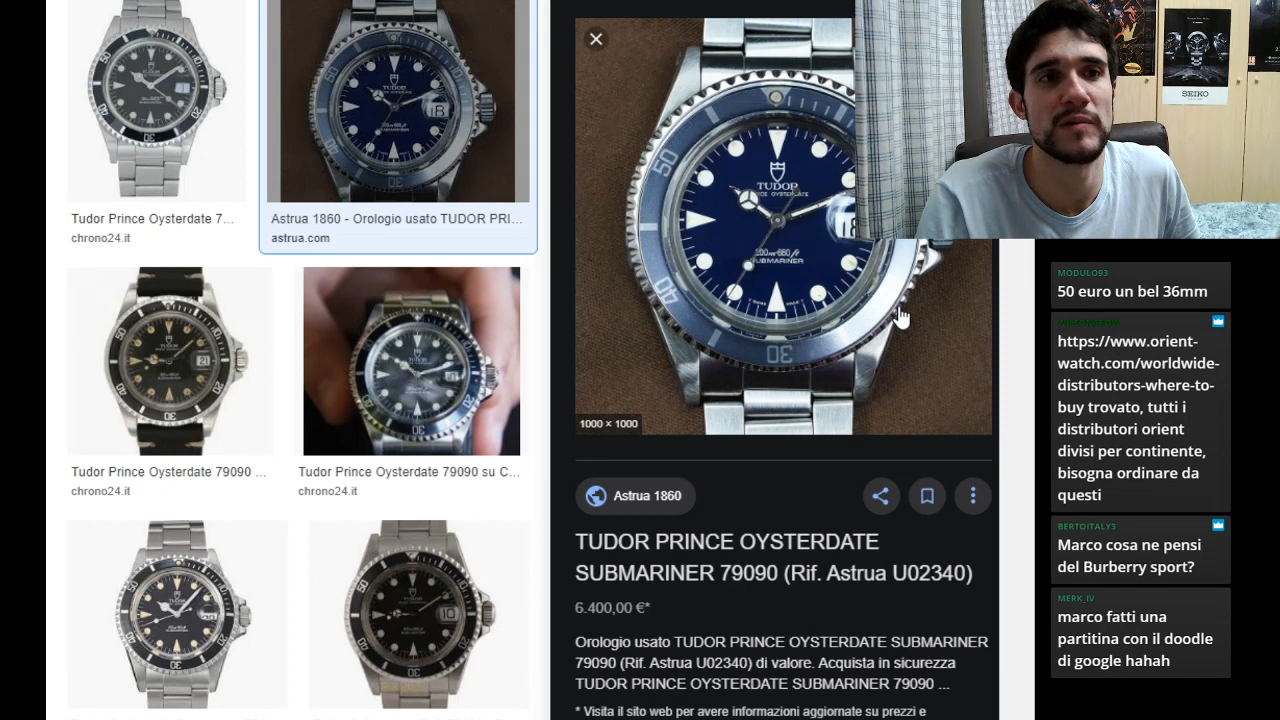 Tudor Prince Oysterdate 7...
chrono24.it
Astrua 1860 - Orologio usato TUDOR PRI...
astrua.com
Tudor Prince Oysterdate 79090 ...
chrono24.it
Tudor Prince Oysterdate 79090 su C...
chrono24.it
50
40
30
TUDOR
PRINCE OYSTERDATE
18
200m-660ft
SUBMARINER
1000 × 1000
Astrua 1860
TUDOR PRINCE OYSTERDATE
SUBMARINER 79090 (Rif. Astrua U02340)
6.400,00 €*
Orologio usato TUDOR PRINCE OYSTERDATE SUBMARINER
79090 (Rif. Astrua U02340) di valore. Acquista in sicurezza
TUDOR PRINCE OYSTERDATE SUBMARINER 79090 ...
* Visita il sito web per avere informazioni aggiornate su prezzi e
SEIKO
MODULO93
50 euro un bel 36mm
https://www.orient-
watch.com/worldwide-
distributors-where-to-
buy trovato, tutti i
distributori orient
divisi per continente,
bisogna ordinare da
questi
BERTOITALY3
Marco cosa ne pensi
del Burberry sport?
MERK_IV
marco fatti una
partitina con il doodle
di google hahah